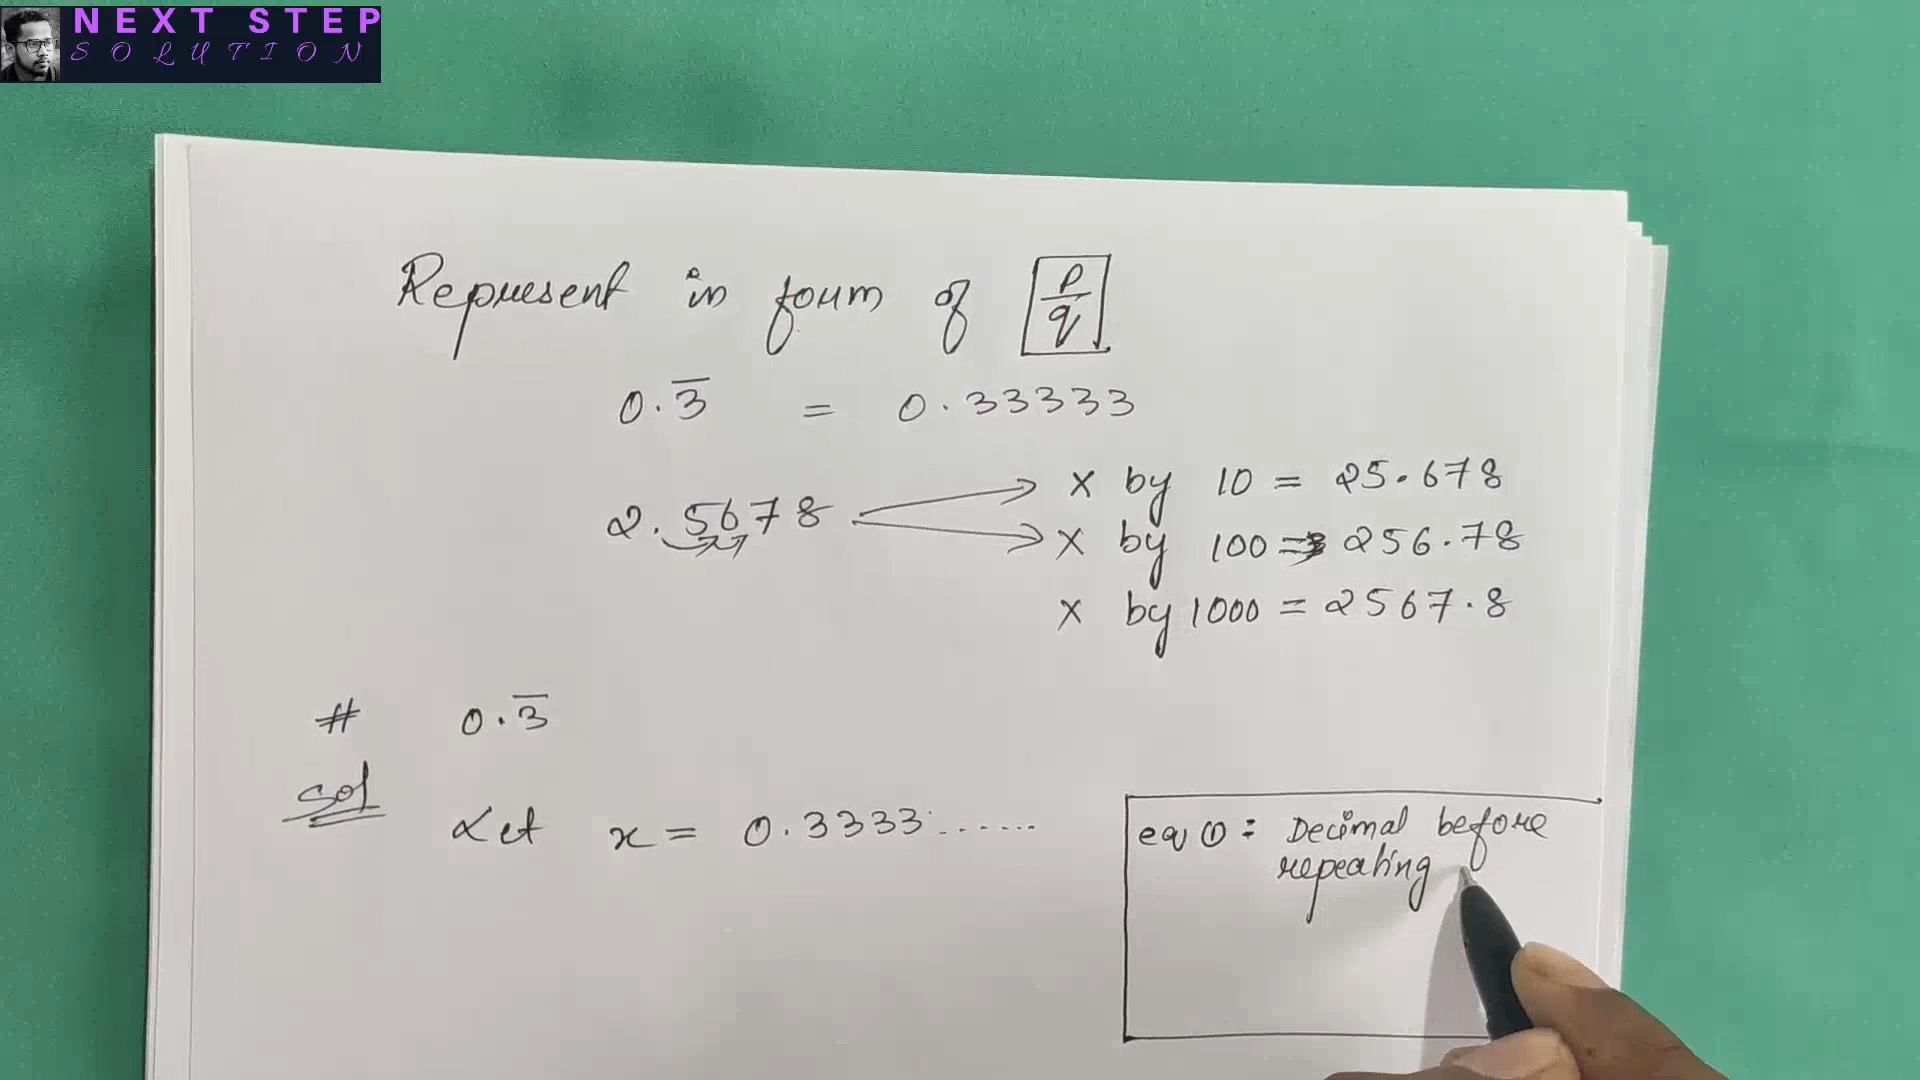 NEXT STEP
SOLUTION
Represent in form of p/q
0.3̅ = 0.33333
2.5678
× by 10 = 25.678
× by 100 = 256.78
× by 1000 = 2567.8
# 0.3̅
Sol
Let x = 0.3333.......
eq ① : Decimal before
repeating